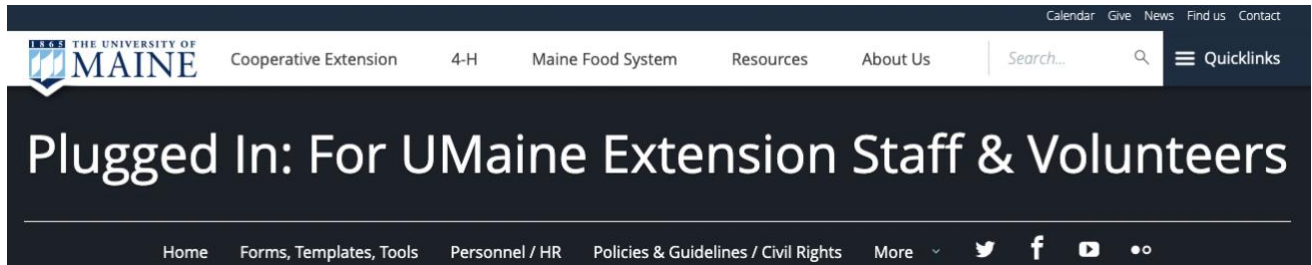 Calendar Give News Find us Contact
1865 THE UNIVERSITY OF
MAINE
Cooperative Extension 4-H Maine Food System Resources About Us Search... Quicklinks
Plugged In: For UMaine Extension Staff & Volunteers
Home Forms, Templates, Tools Personnel / HR Policies & Guidelines / Civil Rights More